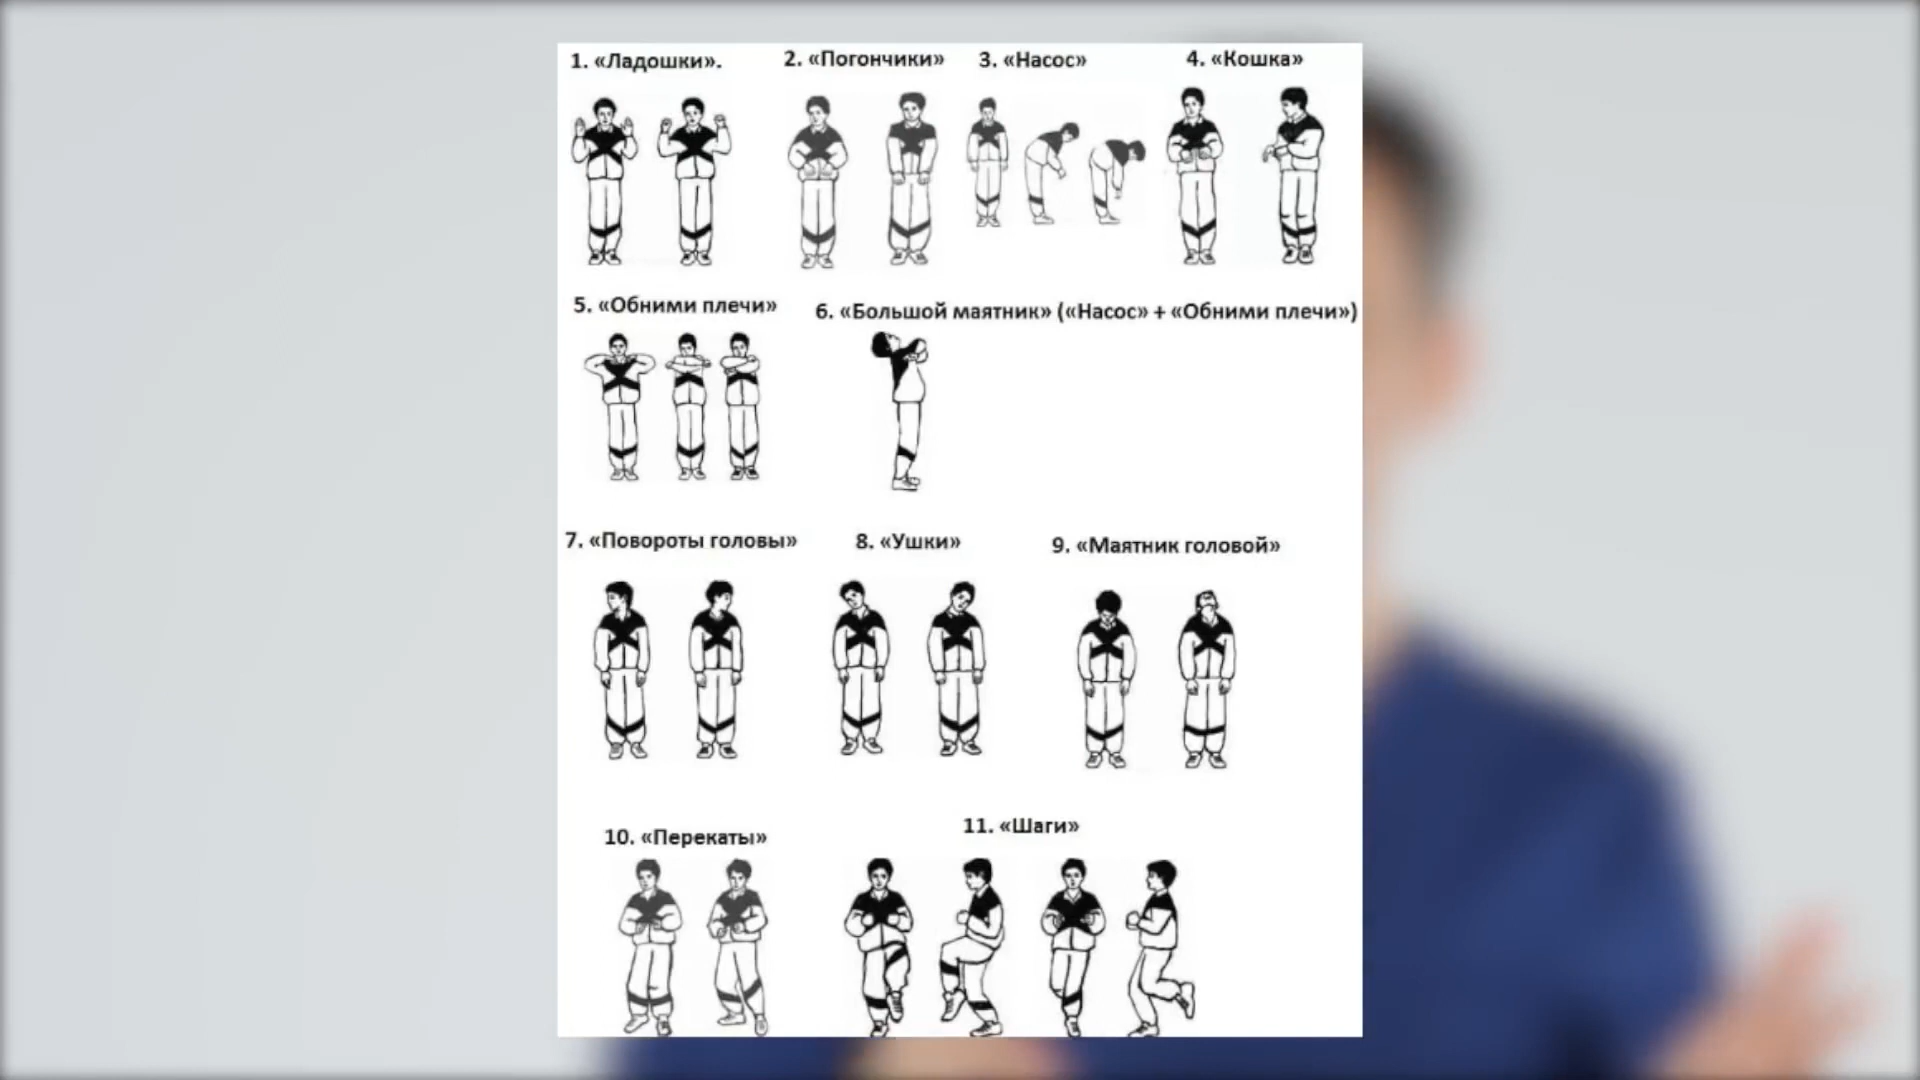 1. «Ладошки».
2. «Погончики»
3. «Насос»
4. «Кошка»
5. «Обними плечи»
6. «Большой маятник» («Насос» + «Обними плечи»)
7. «Повороты головы»
8. «Ушки»
9. «Маятник головой»
10. «Перекаты»
11. «Шаги»